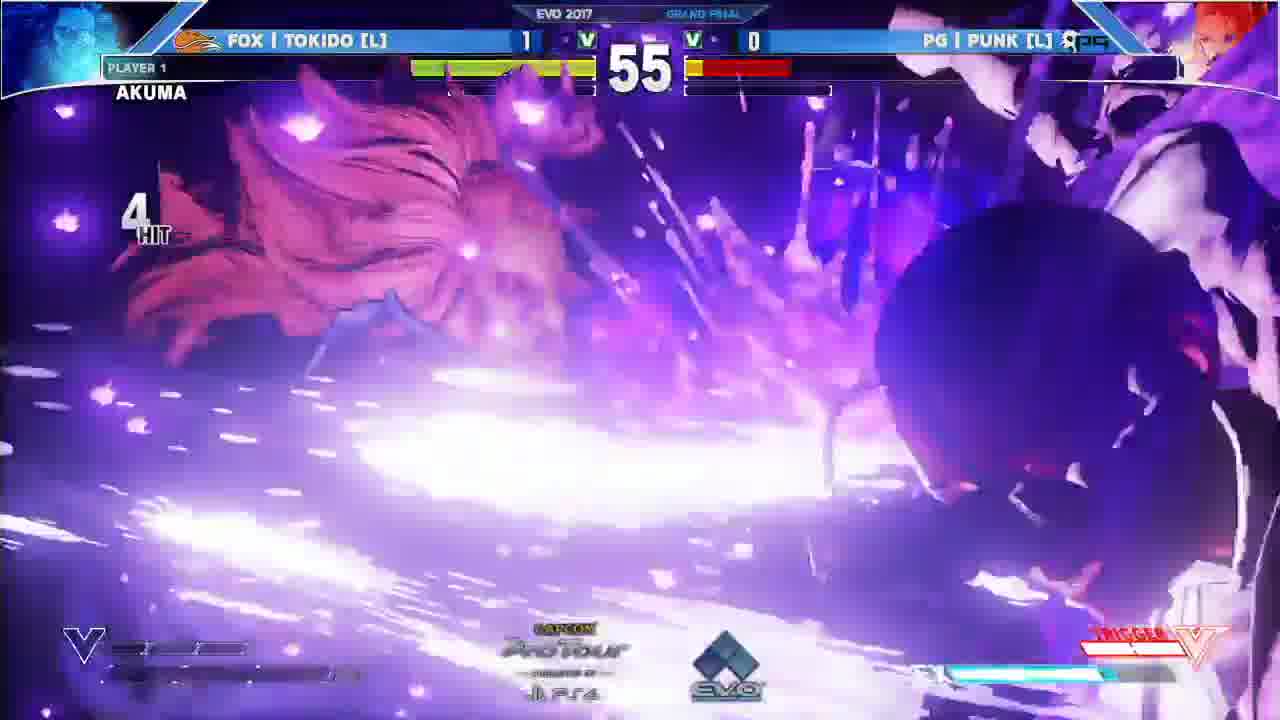 EVO 2017
GRAND FINAL
FOX | TOKIDO [L]
1
V
55
V
0
PG | PUNK [L]
PLAYER 1
AKUMA
4
HIT
CAPCOM
PRO TOUR
PS4
EVO
TRIGGER
V
V